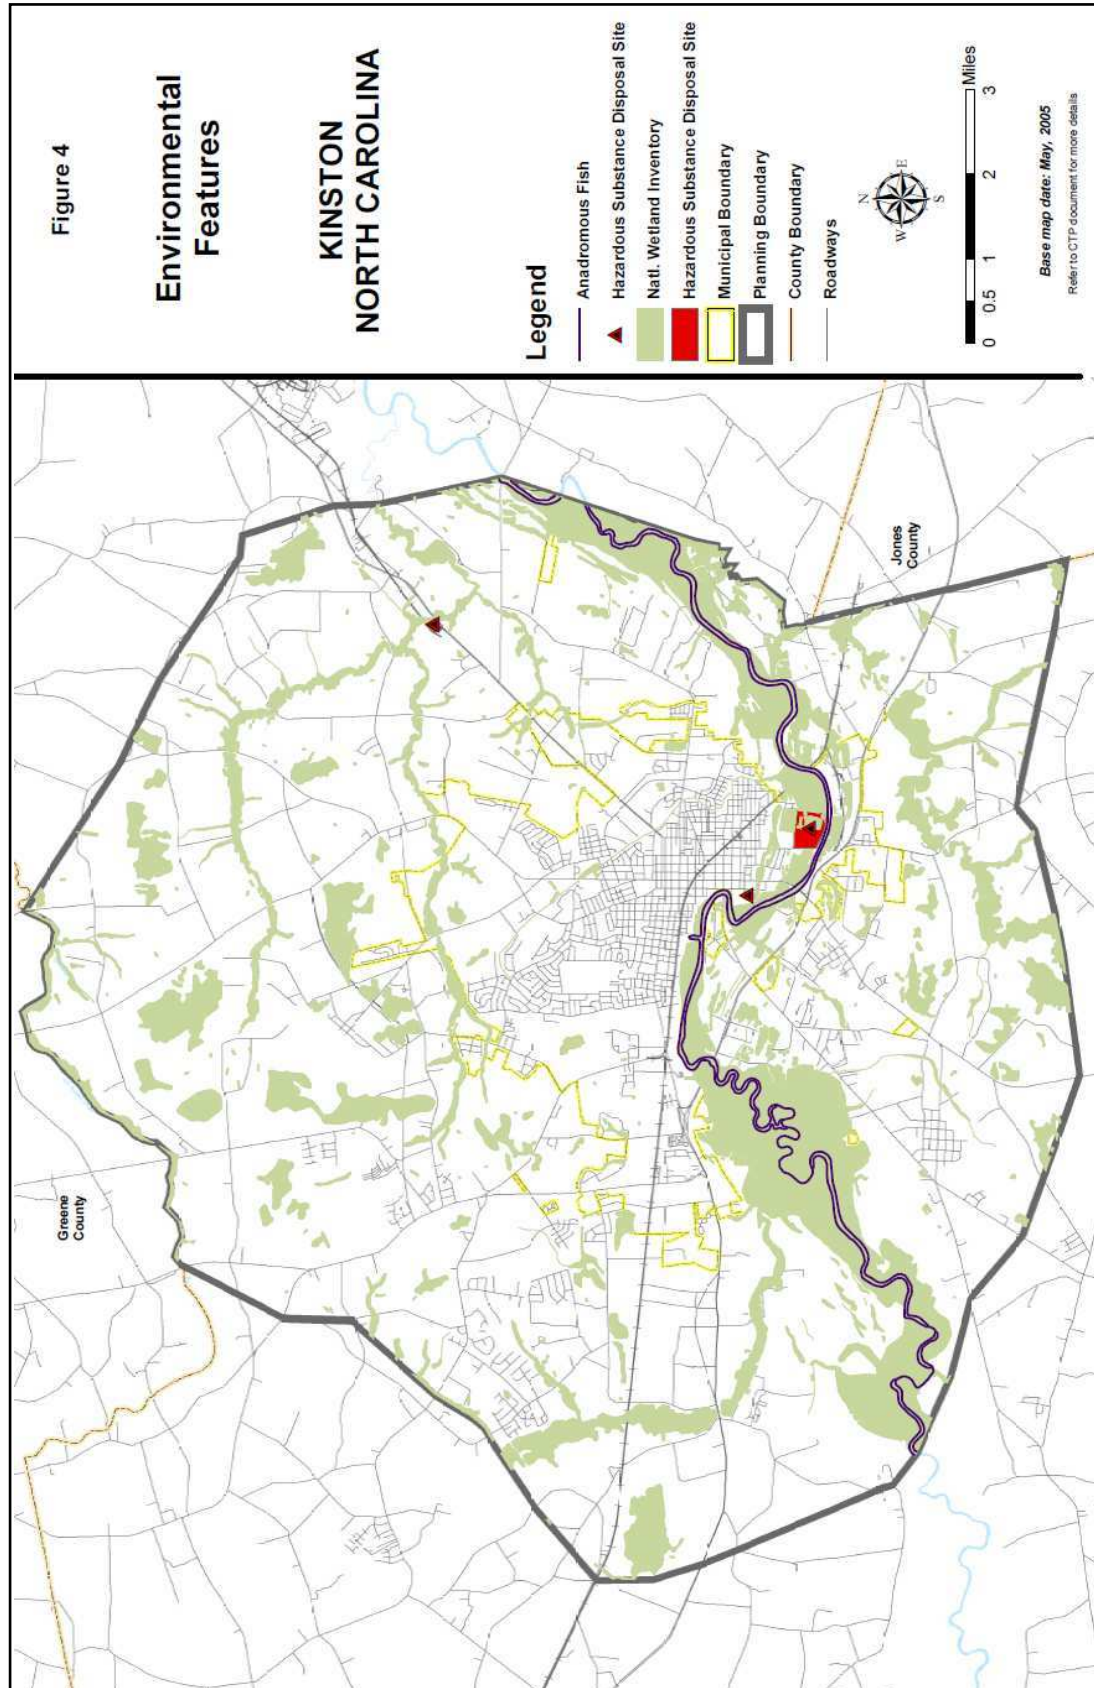 Figure 4
Environmental
Features
KINSTON
NORTH CAROLINA
Legend
Anadromous Fish
Hazardous Substance Disposal Site
Natl. Wetland Inventory
Hazardous Substance Disposal Site
Municipal Boundary
Planning Boundary
County Boundary
Roadways
N
W
E
S
0 0.5 1 2 3
Miles
Base map date: May, 2005
Refer to CTP document for more details
Greene
County
Jones
County